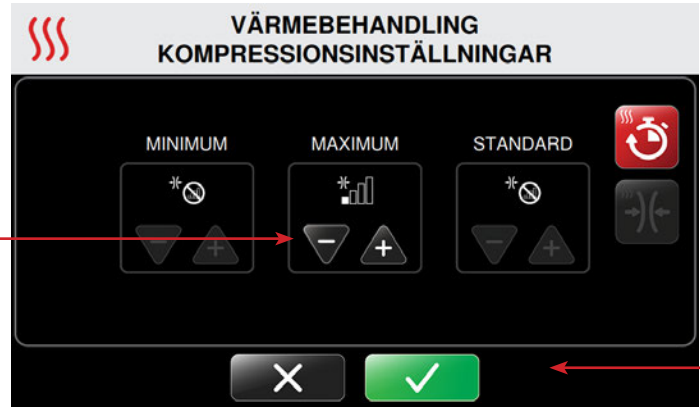 VÄRMEBEHANDLING
KOMPRESSIONSINSTÄLLNINGAR
MINIMUM MAXIMUM STANDARD